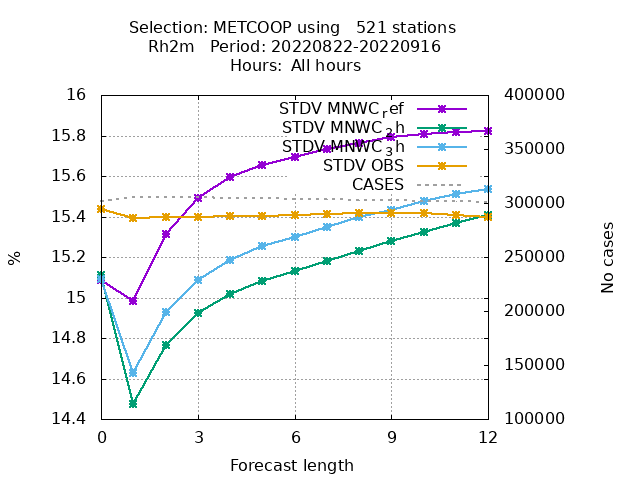 Selection: METCOOP using 521 stations
Rh2m Period: 20220822-20220916
Hours: All hours
16 400000
STDV MNWC_ref
STDV MNWC_2h
15.8 350000
STDV MNWC_3h
STDV OBS
15.6 CASES 300000
15.4 250000
15.2
15 200000
14.8
14.6 150000
14.4 100000
0 3 6 9 12
%
No cases
Forecast length